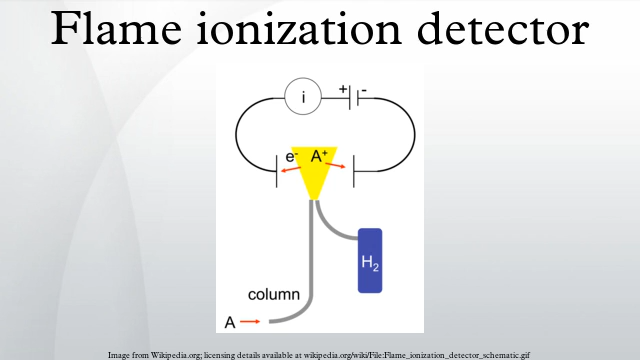 Flame ionization detector
i
+ -
e- A+
H2
column
A
Image from Wikipedia.org; licensing details available at wikipedia.org/wiki/File:Flame_ionization_detector_schematic.gif